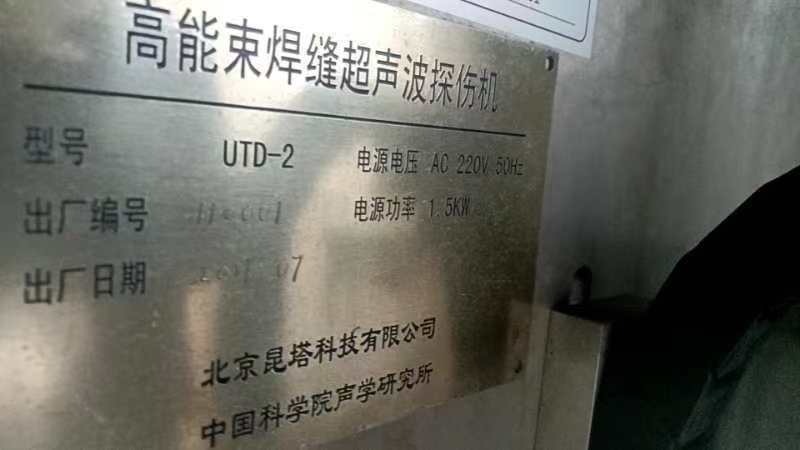 高能束焊缝超声波探伤机
型号 UTD-2 电源电压 AC 220V 50Hz
出厂编号 电源功率 1.5KW
出厂日期
北京昆塔科技有限公司
中国科学院声学研究所